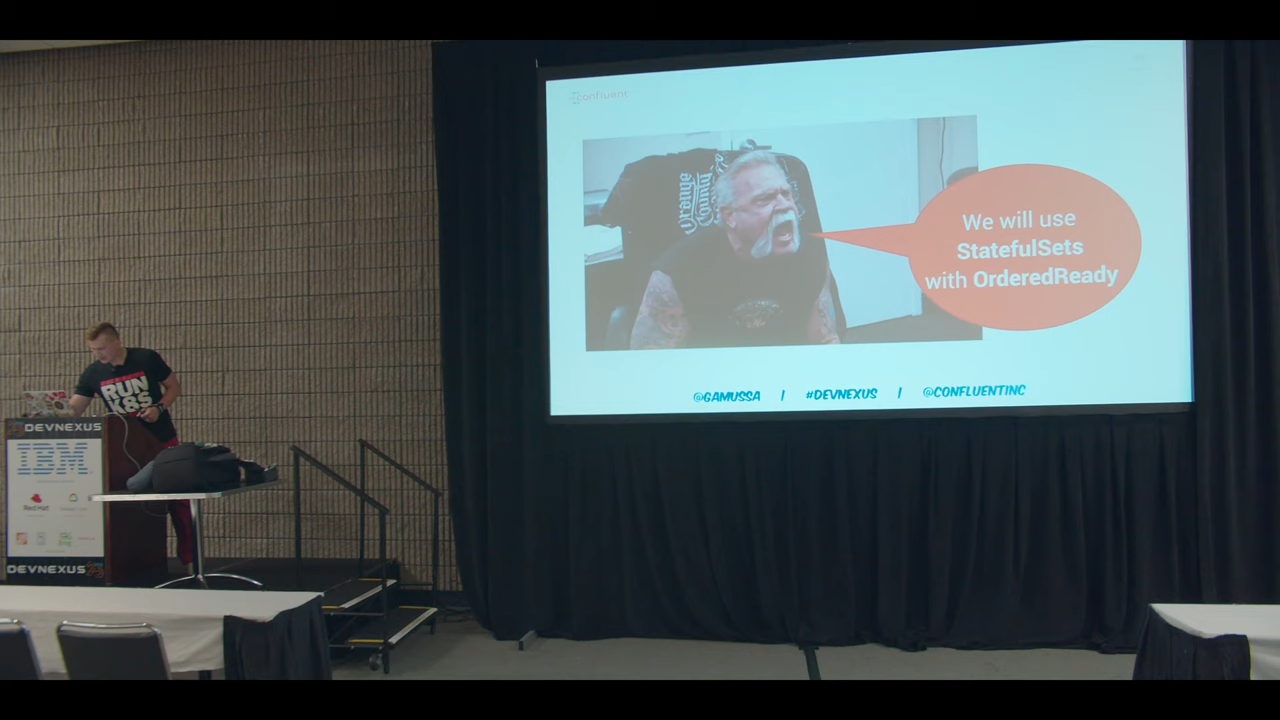 confluent
Orange
County
We will use
StatefulSets
with OrderedReady
@GAMUSSA | #DEVNEXUS | @CONFLUENTINC
RUN
K8S
DEVNEXUS
IBM
Red Hat
DEVNEXUS